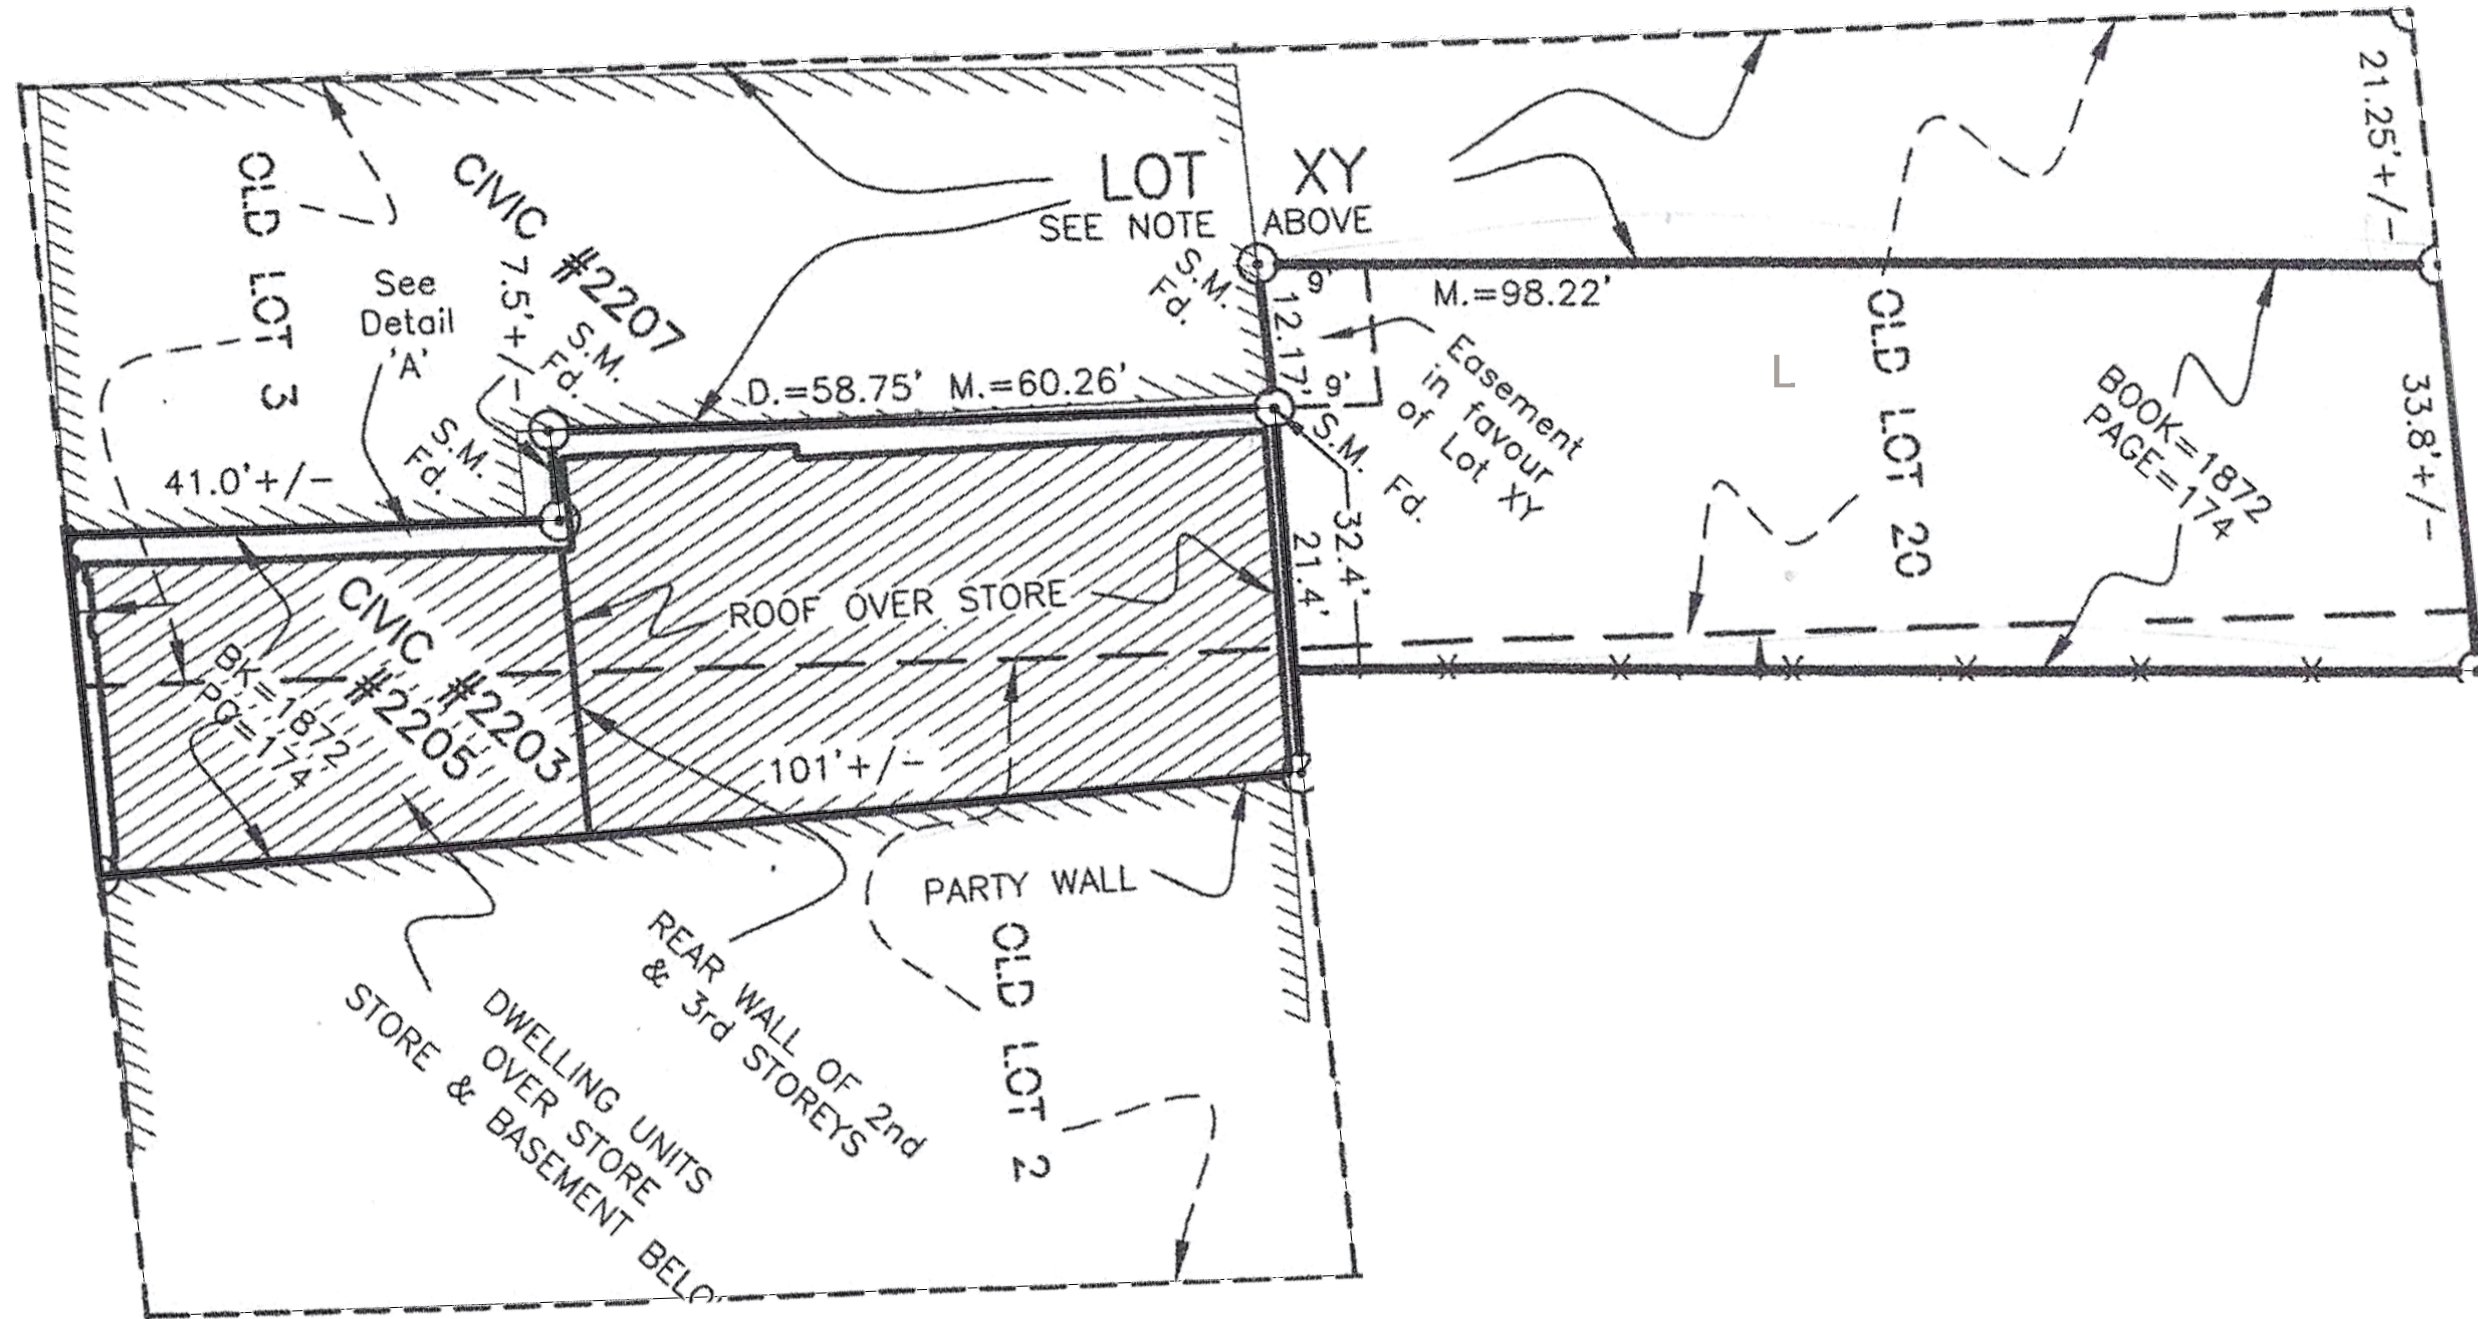 21.25'+/-
LOT XY
SEE NOTE ABOVE
OLD LOT 3
CIVIC #2207
See
Detail
'A'
7.5'+/-
S.M.
Fd.
S.M.
Fd.
S.M.
Fd.
9'
12.17'
9'
M.=98.22'
Easement
in favour
of Lot XY
L
OLD LOT 20
BOOK=1872
PAGE=174
33.8'+/-
D.=58.75' M.=60.26'
S.M. Fd.
41.0'+/-
32.4'
21.4'
ROOF OVER STORE
CIVIC #2203
#2205
BK=1872
PG=174
101'+/-
PARTY WALL
OLD LOT 2
REAR WALL OF 2nd
& 3rd STOREYS
DWELLING UNITS
OVER STORE
STORE & BASEMENT BELO